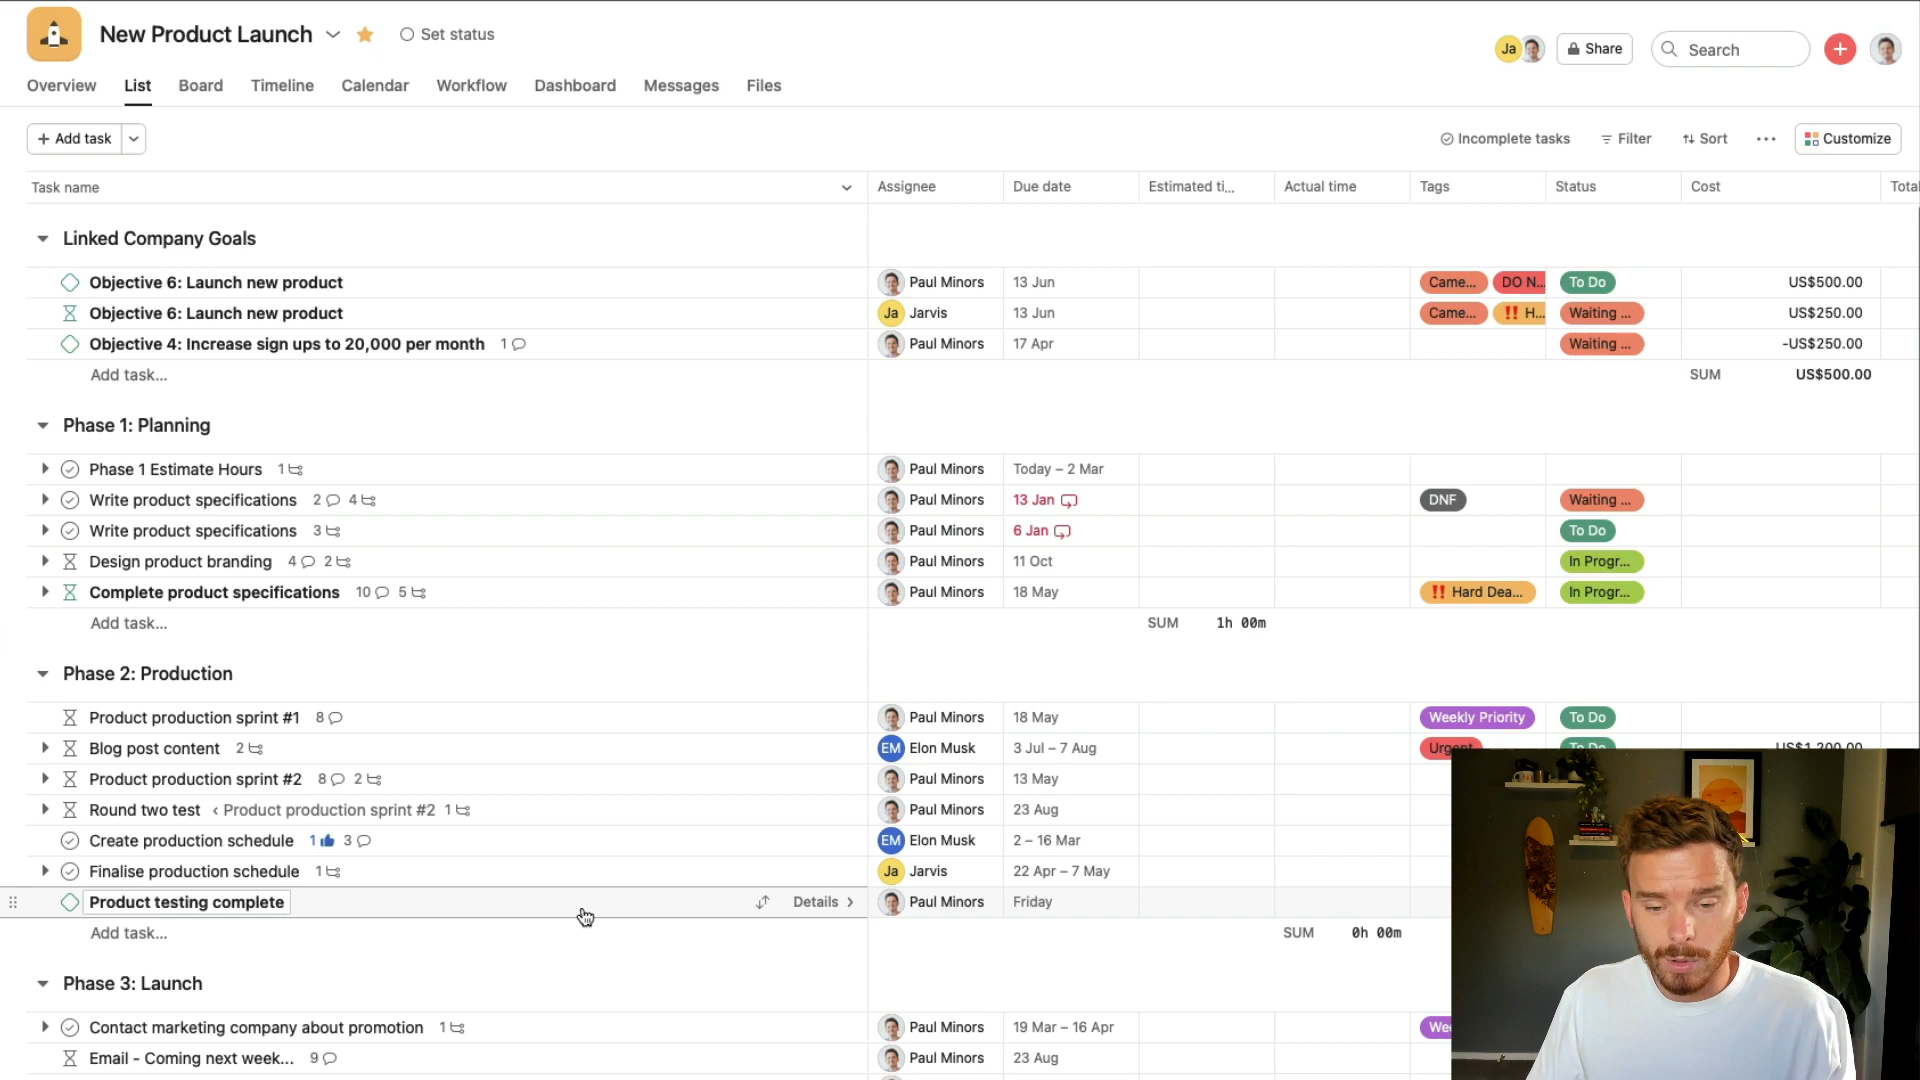 New Product Launch Set status
Ja Share Search
Overview List Board Timeline Calendar Workflow Dashboard Messages Files
Add task Incomplete tasks Filter Sort Customize
Task name Assignee Due date Estimated ti... Actual time Tags Status Cost Total
Linked Company Goals
Objective 6: Launch new product Paul Minors 13 Jun Came... DO N... To Do US$500.00
Objective 6: Launch new product Ja Jarvis 13 Jun Came... ‼️ H... Waiting ... US$250.00
Objective 4: Increase sign ups to 20,000 per month 1 Paul Minors 17 Apr Waiting ... -US$250.00
Add task... SUM US$500.00
Phase 1: Planning
Phase 1 Estimate Hours 1 Paul Minors Today – 2 Mar
Write product specifications 2 4 Paul Minors 13 Jan DNF Waiting ...
Write product specifications 3 Paul Minors 6 Jan To Do
Design product branding 4 2 Paul Minors 11 Oct In Progr...
Complete product specifications 10 5 Paul Minors 18 May ‼️ Hard Dea... In Progr...
Add task... SUM 1h 00m
Phase 2: Production
Product production sprint #1 8 Paul Minors 18 May Weekly Priority To Do
Blog post content 2 EM Elon Musk 3 Jul – 7 Aug Urgent To Do US$1,200.00
Product production sprint #2 8 2 Paul Minors 13 May
Round two test ‹ Product production sprint #2 1 Paul Minors 23 Aug
Create production schedule 1 3 EM Elon Musk 2 – 16 Mar
Finalise production schedule 1 Ja Jarvis 22 Apr – 7 May
Product testing complete Details Paul Minors Friday
Add task... SUM 0h 00m
Phase 3: Launch
Contact marketing company about promotion 1 Paul Minors 19 Mar – 16 Apr We
Email - Coming next week... 9 Paul Minors 23 Aug